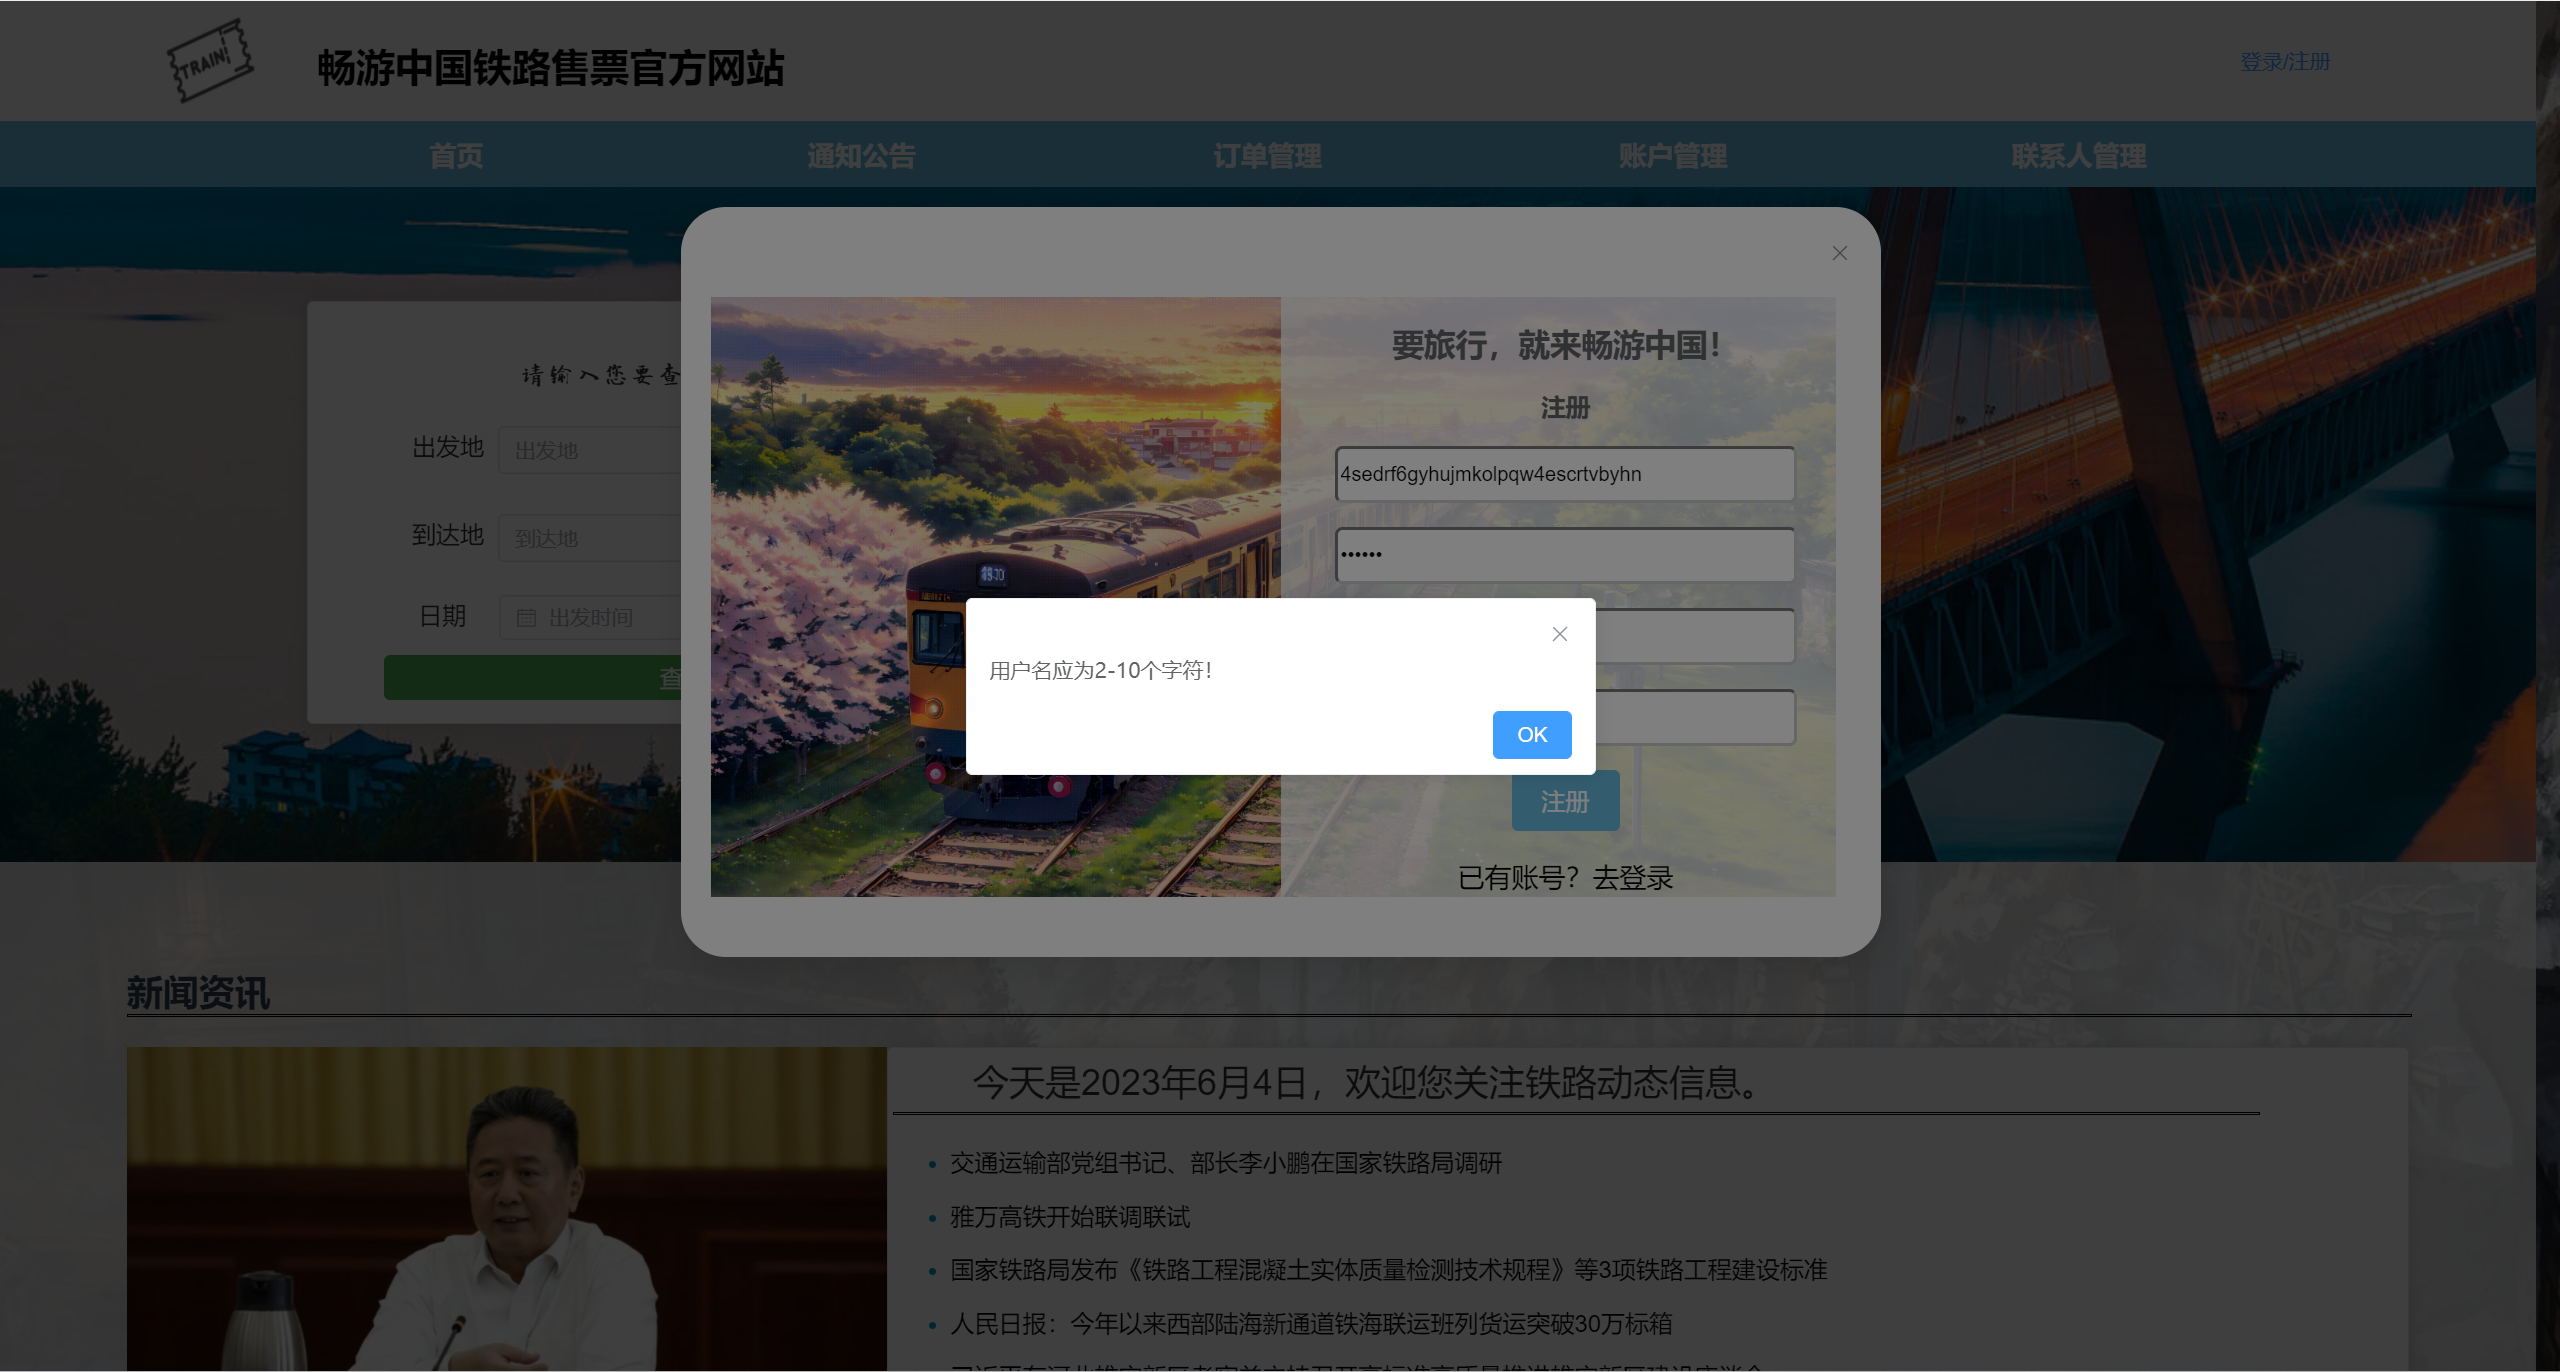 TRAIN!
畅游中国铁路售票官方网站
登录/注册
首页 通知公告 订单管理 账户管理 联系人管理
要旅行，就来畅游中国！
请输入您要查
注册
出发地 出发地
4sedrf6gyhujmkolpqw4escrtvbyhn
到达地 到达地
••••••
日期 出发时间
查
用户名应为2-10个字符！
OK
注册
已有账号？去登录
新闻资讯
今天是2023年6月4日，欢迎您关注铁路动态信息。
交通运输部党组书记、部长李小鹏在国家铁路局调研
雅万高铁开始联调联试
国家铁路局发布《铁路工程混凝土实体质量检测技术规程》等3项铁路工程建设标准
人民日报：今年以来西部陆海新通道铁海联运班列货运突破30万标箱